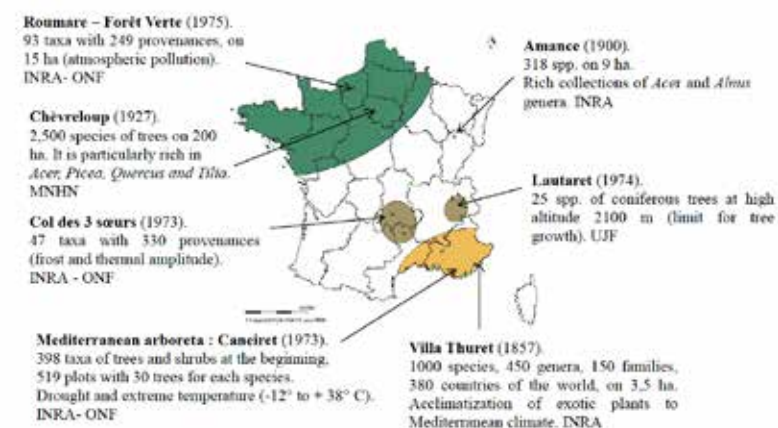 Roumare – Forêt Verte (1975).
93 taxa with 249 provenances, on
15 ha (atmospheric pollution).
INRA- ONF
Chèvreloup (1927).
2,500 species of trees on 200
ha. It is particularly rich in
Acer, Picea, Quercus and Tilia.
MNHN
Col des 3 sœurs (1973).
47 taxa with 330 provenances
(frost and thermal amplitude).
INRA - ONF
Mediterranean arboreta : Caneiret (1973).
398 taxa of trees and shrubs at the beginning,
519 plots with 30 trees for each species.
Drought and extreme temperature (-12° to + 38° C).
INRA- ONF
Amance (1900).
318 spp. on 9 ha.
Rich collections of Acer and Alnus
genera. INRA
Lautaret (1974).
25 spp. of coniferous trees at high
altitude 2100 m (limit for tree
growth). UJF
Villa Thuret (1857).
1000 species, 450 genera, 150 families,
380 countries of the world, on 3,5 ha.
Acclimatization of exotic plants to
Mediterranean climate. INRA